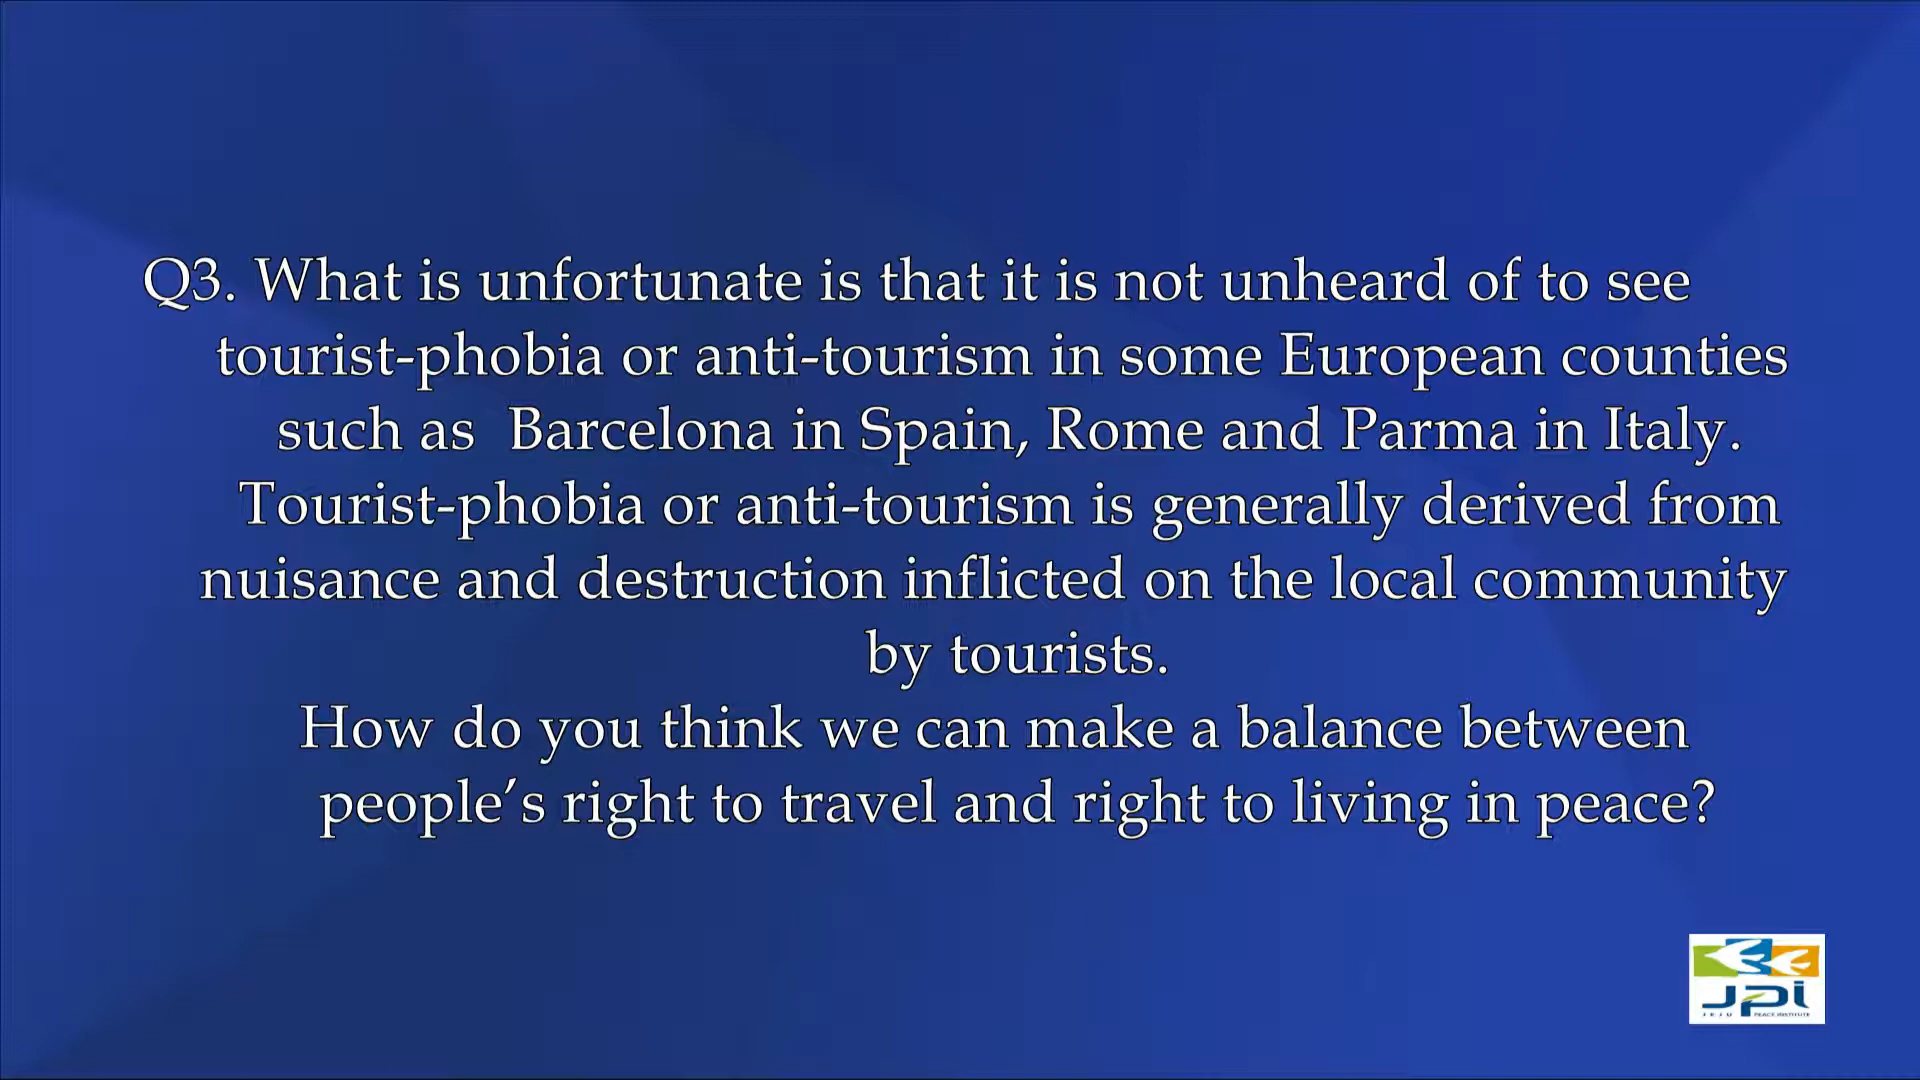 Q3. What is unfortunate is that it is not unheard of to see
tourist-phobia or anti-tourism in some European counties
such as  Barcelona in Spain, Rome and Parma in Italy.
Tourist-phobia or anti-tourism is generally derived from
nuisance and destruction inflicted on the local community
by tourists.
How do you think we can make a balance between
people’s right to travel and right to living in peace?
JPI
JEJU PEACE INSTITUTE